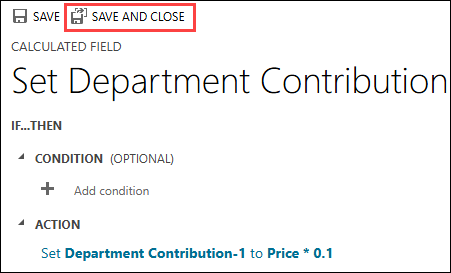 SAVE SAVE AND CLOSE
CALCULATED FIELD
Set Department Contribution
IF...THEN
CONDITION (OPTIONAL)
Add condition
ACTION
Set Department Contribution-1 to Price * 0.1